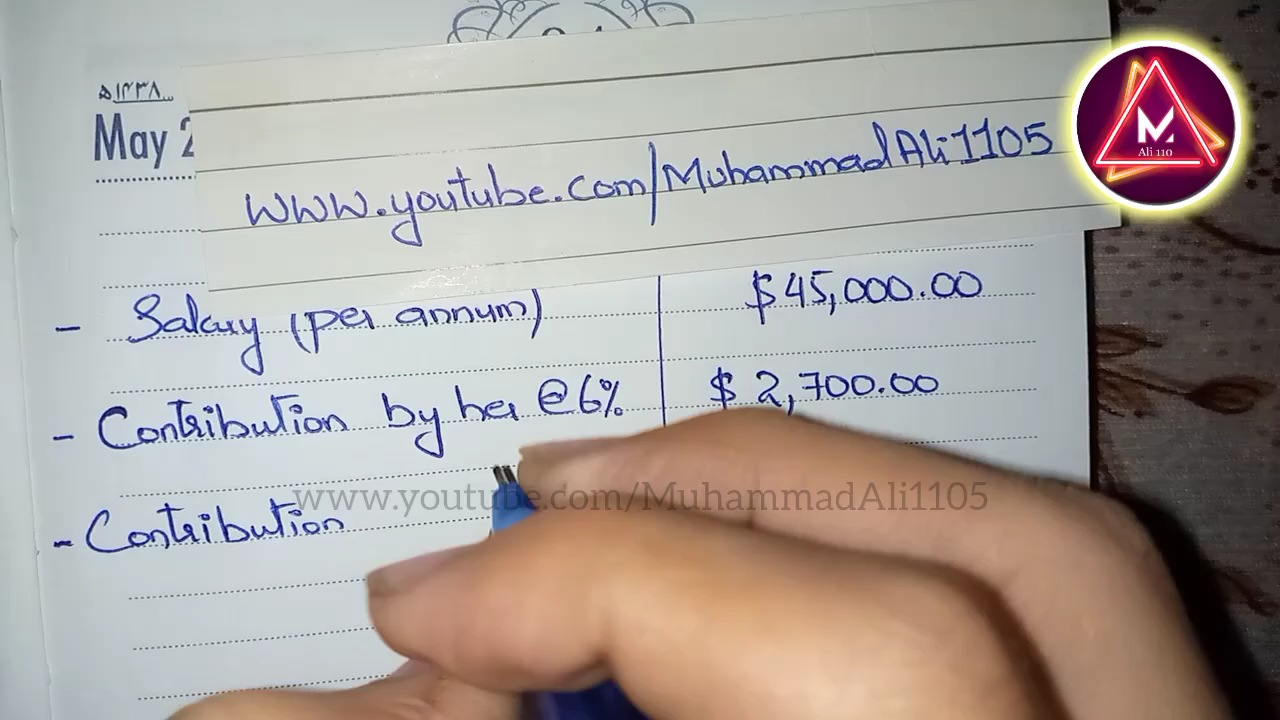 ه۱۴۳۸
May 2
www.youtube.com/MuhammadAli1105
M
Ali 110
- Salary (per annum) $45,000.00
- Contribution by her @6% $ 2,700.00
www.youtube.com/MuhammadAli1105
- Contribution